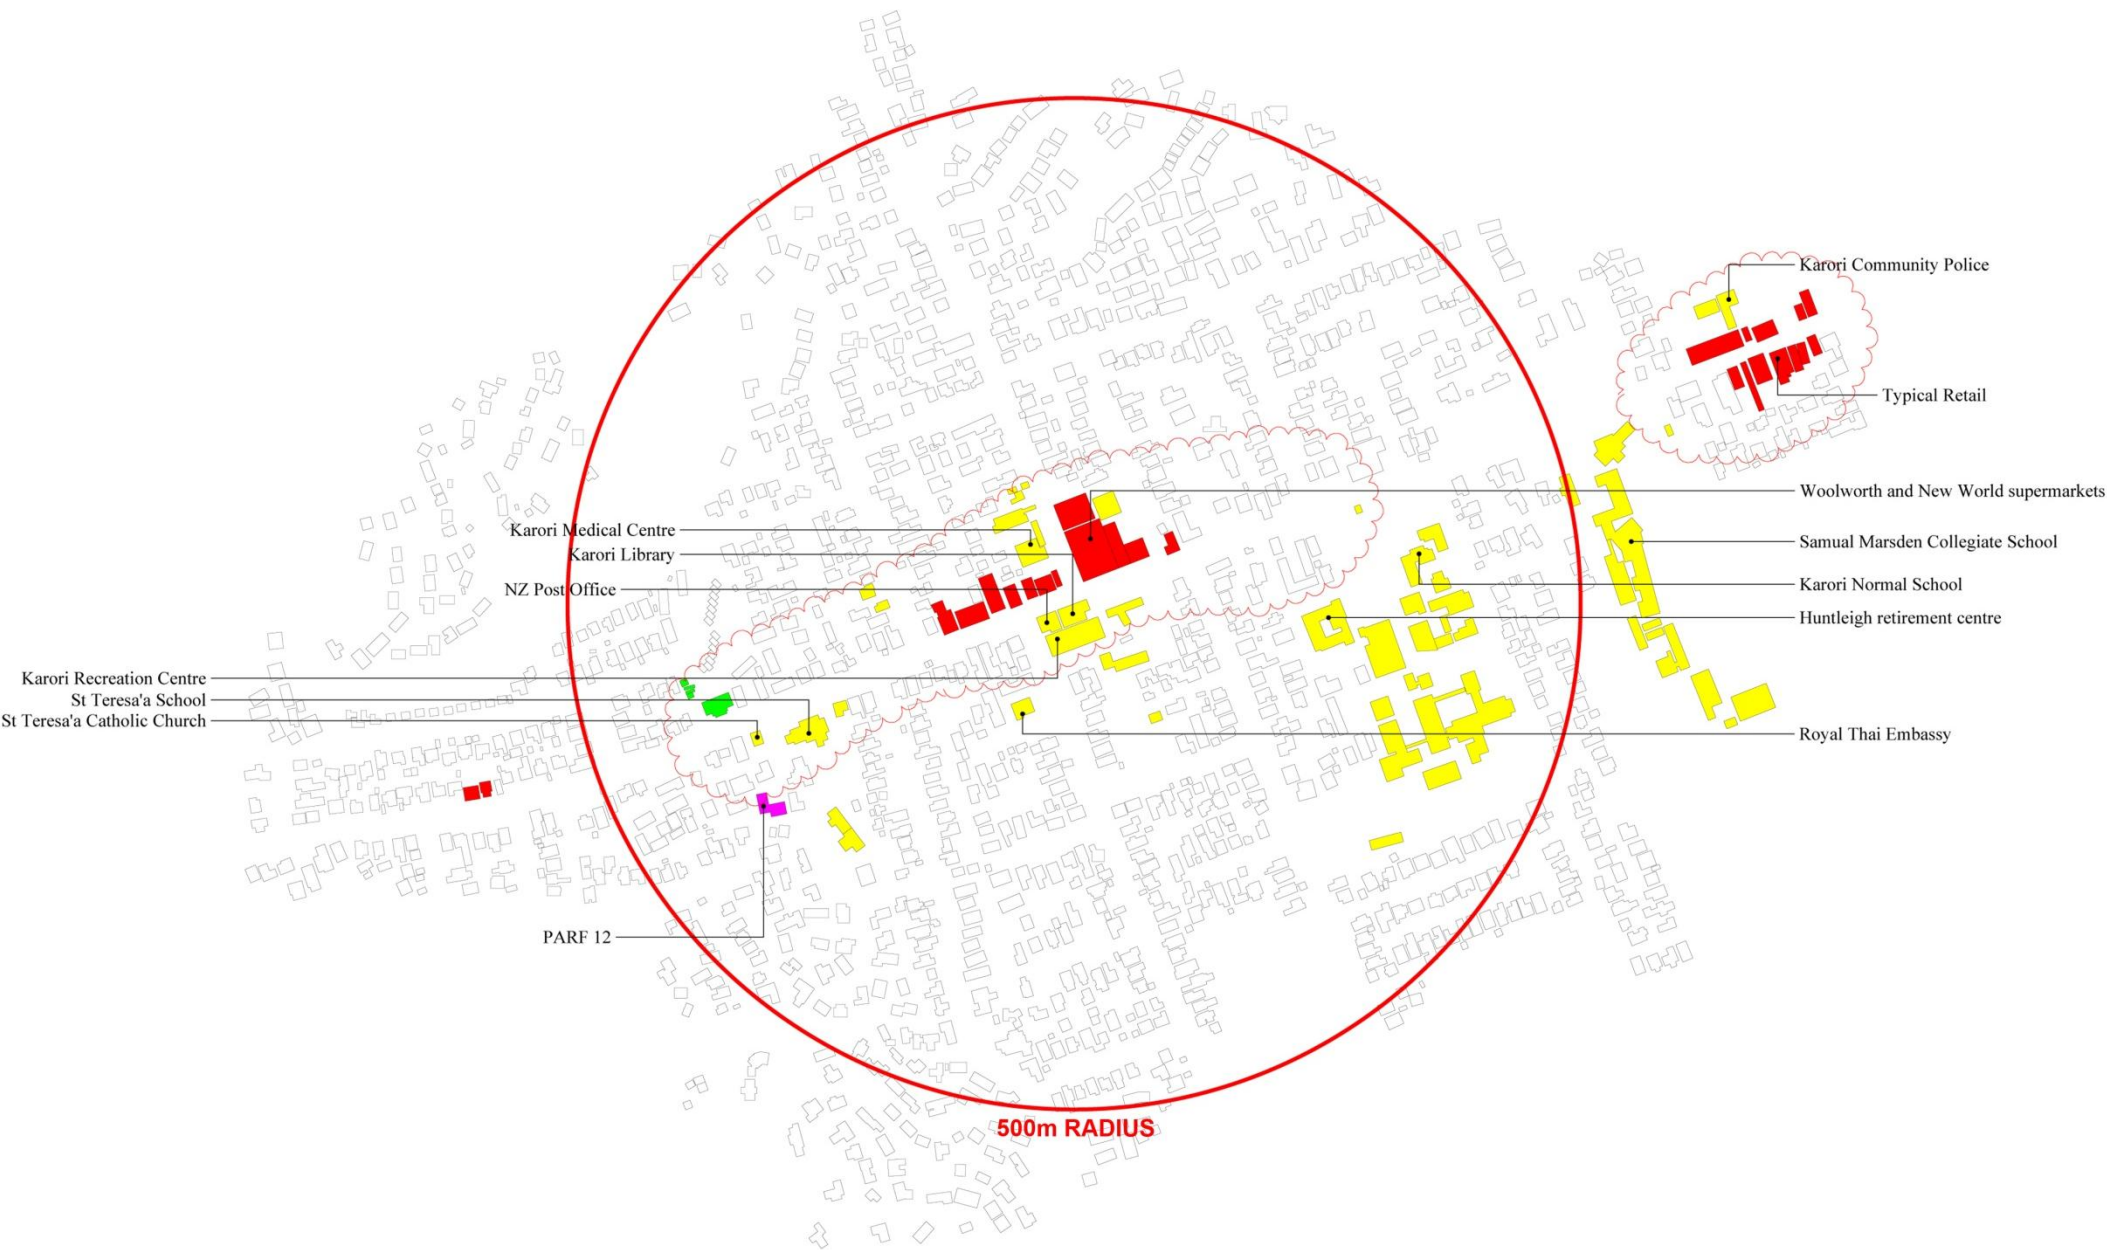 Karori Community Police
Typical Retail
Woolworth and New World supermarkets
Karori Medical Centre
Samual Marsden Collegiate School
Karori Library
Karori Normal School
NZ Post Office
Huntleigh retirement centre
Karori Recreation Centre
St Teresa'a School
St Teresa'a Catholic Church
Royal Thai Embassy
PARF 12
500m RADIUS